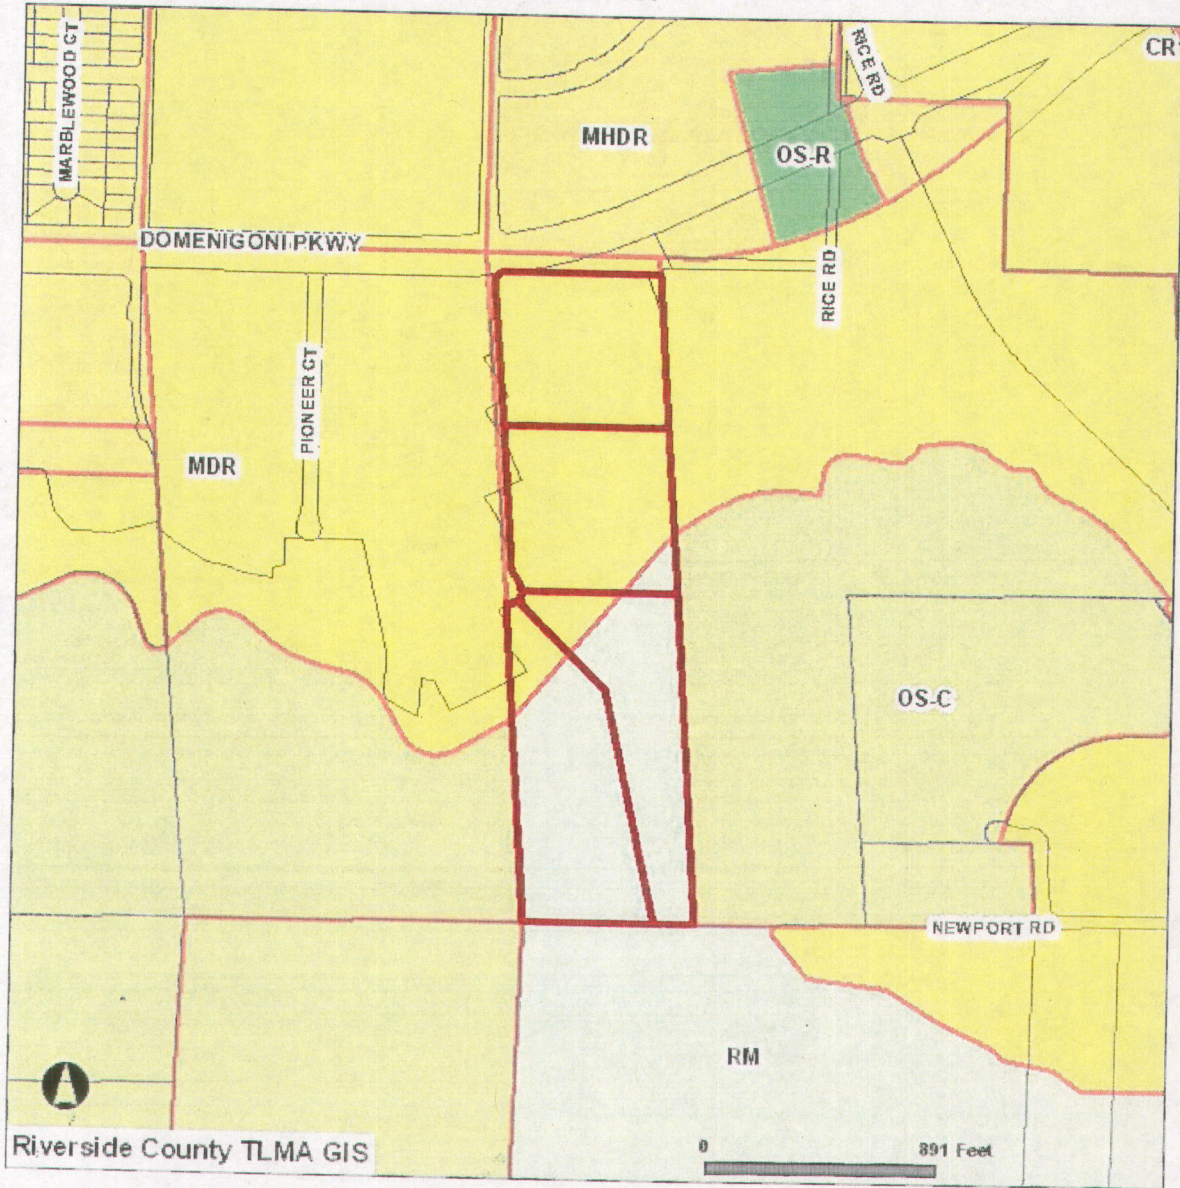 MARBLEWOOD CT
RICE RD
CR
MHDR
OS-R
DOMENIGONI PKWY
RICE RD
PIONEER CT
MDR
OS-C
NEWPORT RD
RM
Riverside County TLMA GIS
0
891 Feet